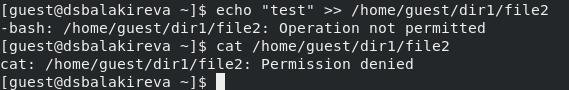 [guest@dsbalakireva ~]$ echo "test" >> /home/guest/dir1/file2
-bash: /home/guest/dir1/file2: Operation not permitted
[guest@dsbalakireva ~]$ cat /home/guest/dir1/file2
cat: /home/guest/dir1/file2: Permission denied
[guest@dsbalakireva ~]$